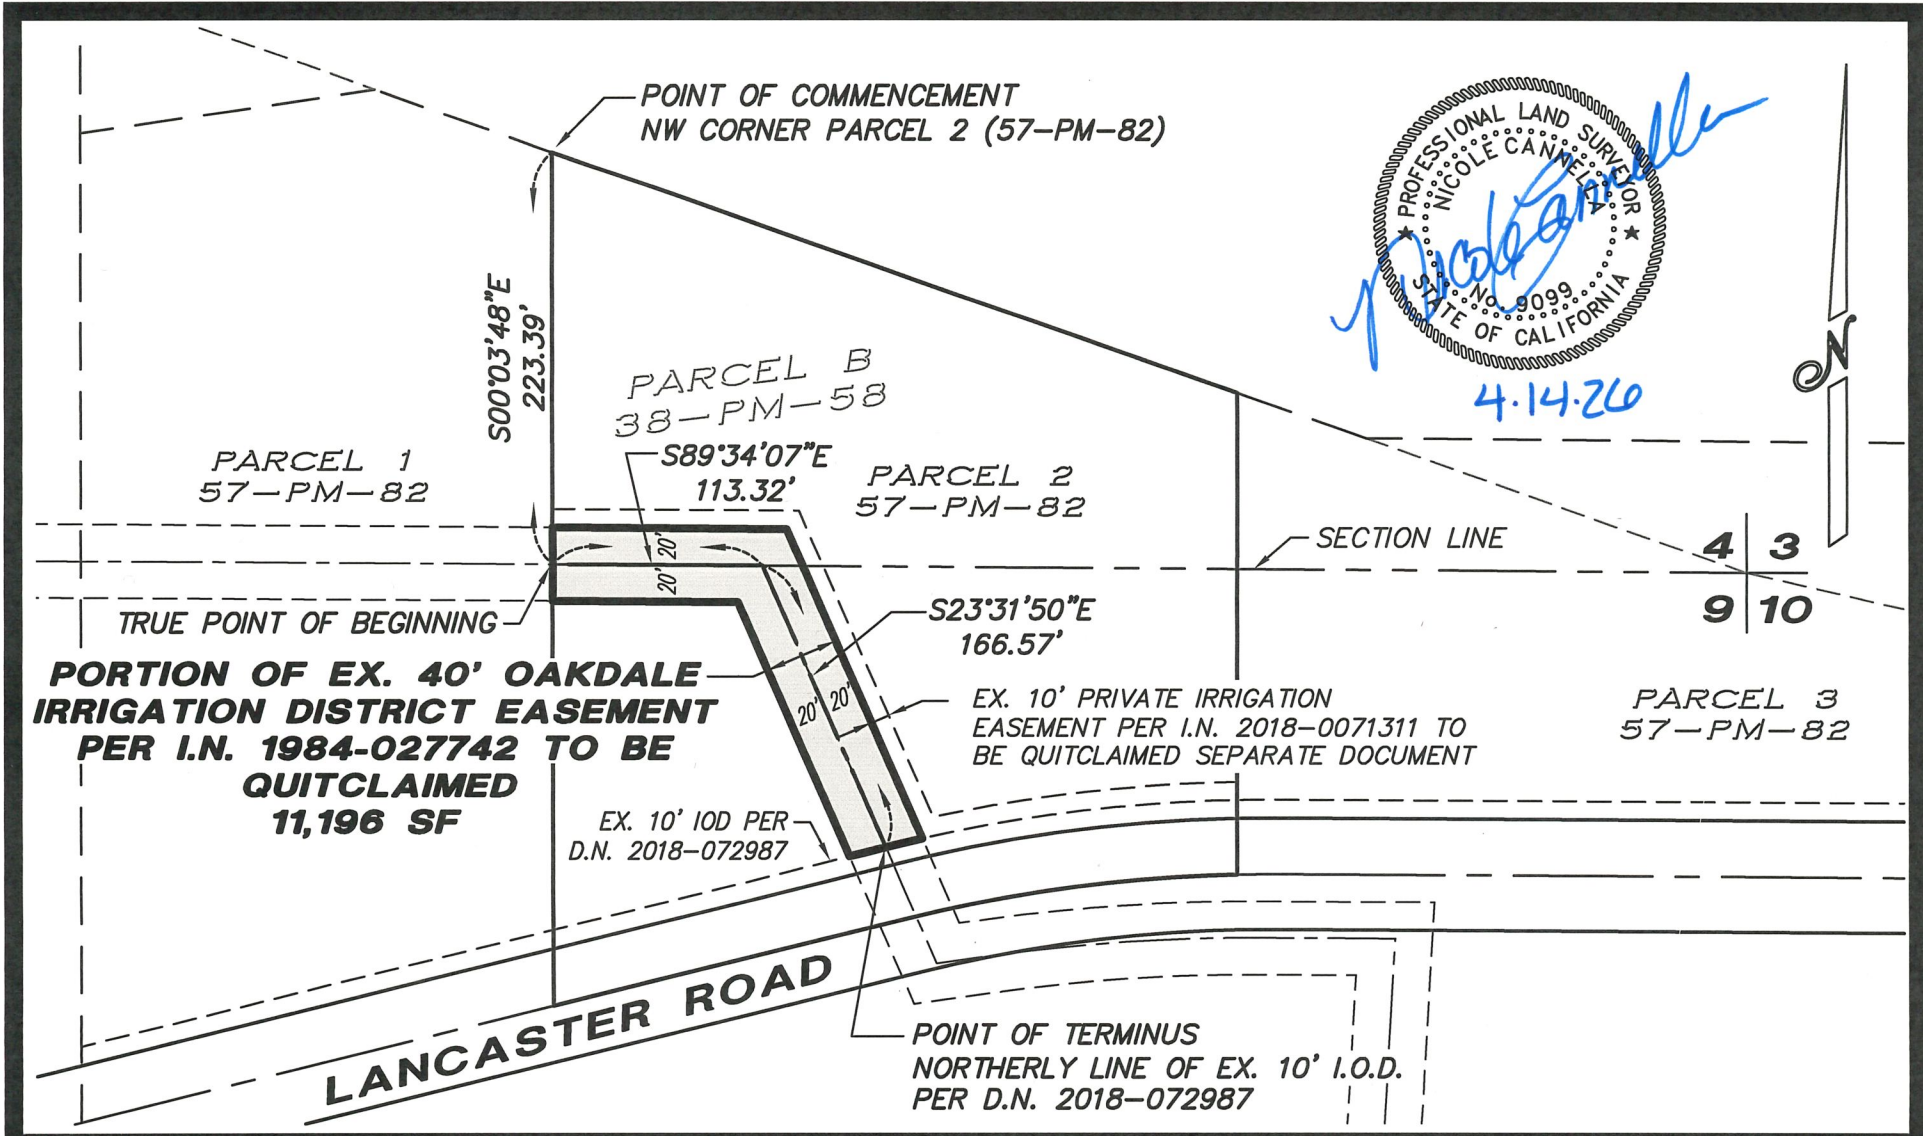 POINT OF COMMENCEMENT
NW CORNER PARCEL 2 (57-PM-82)
PROFESSIONAL LAND SURVEYOR
NICOLE CANNELLA
No. 9099
STATE OF CALIFORNIA
Nicole Cannella
4.14.26
N
S00°03'48"E
223.39'
PARCEL B
38-PM-58
S89°34'07"E
113.32'
PARCEL 1
57-PM-82
PARCEL 2
57-PM-82
SECTION LINE
4 3
9 10
20'
20'
TRUE POINT OF BEGINNING
S23°31'50"E
166.57'
PORTION OF EX. 40' OAKDALE
IRRIGATION DISTRICT EASEMENT
PER I.N. 1984-027742 TO BE
QUITCLAIMED
11,196 SF
20'
20'
EX. 10' PRIVATE IRRIGATION
EASEMENT PER I.N. 2018-0071311 TO
BE QUITCLAIMED SEPARATE DOCUMENT
PARCEL 3
57-PM-82
EX. 10' IOD PER
D.N. 2018-072987
LANCASTER ROAD
POINT OF TERMINUS
NORTHERLY LINE OF EX. 10' I.O.D.
PER D.N. 2018-072987